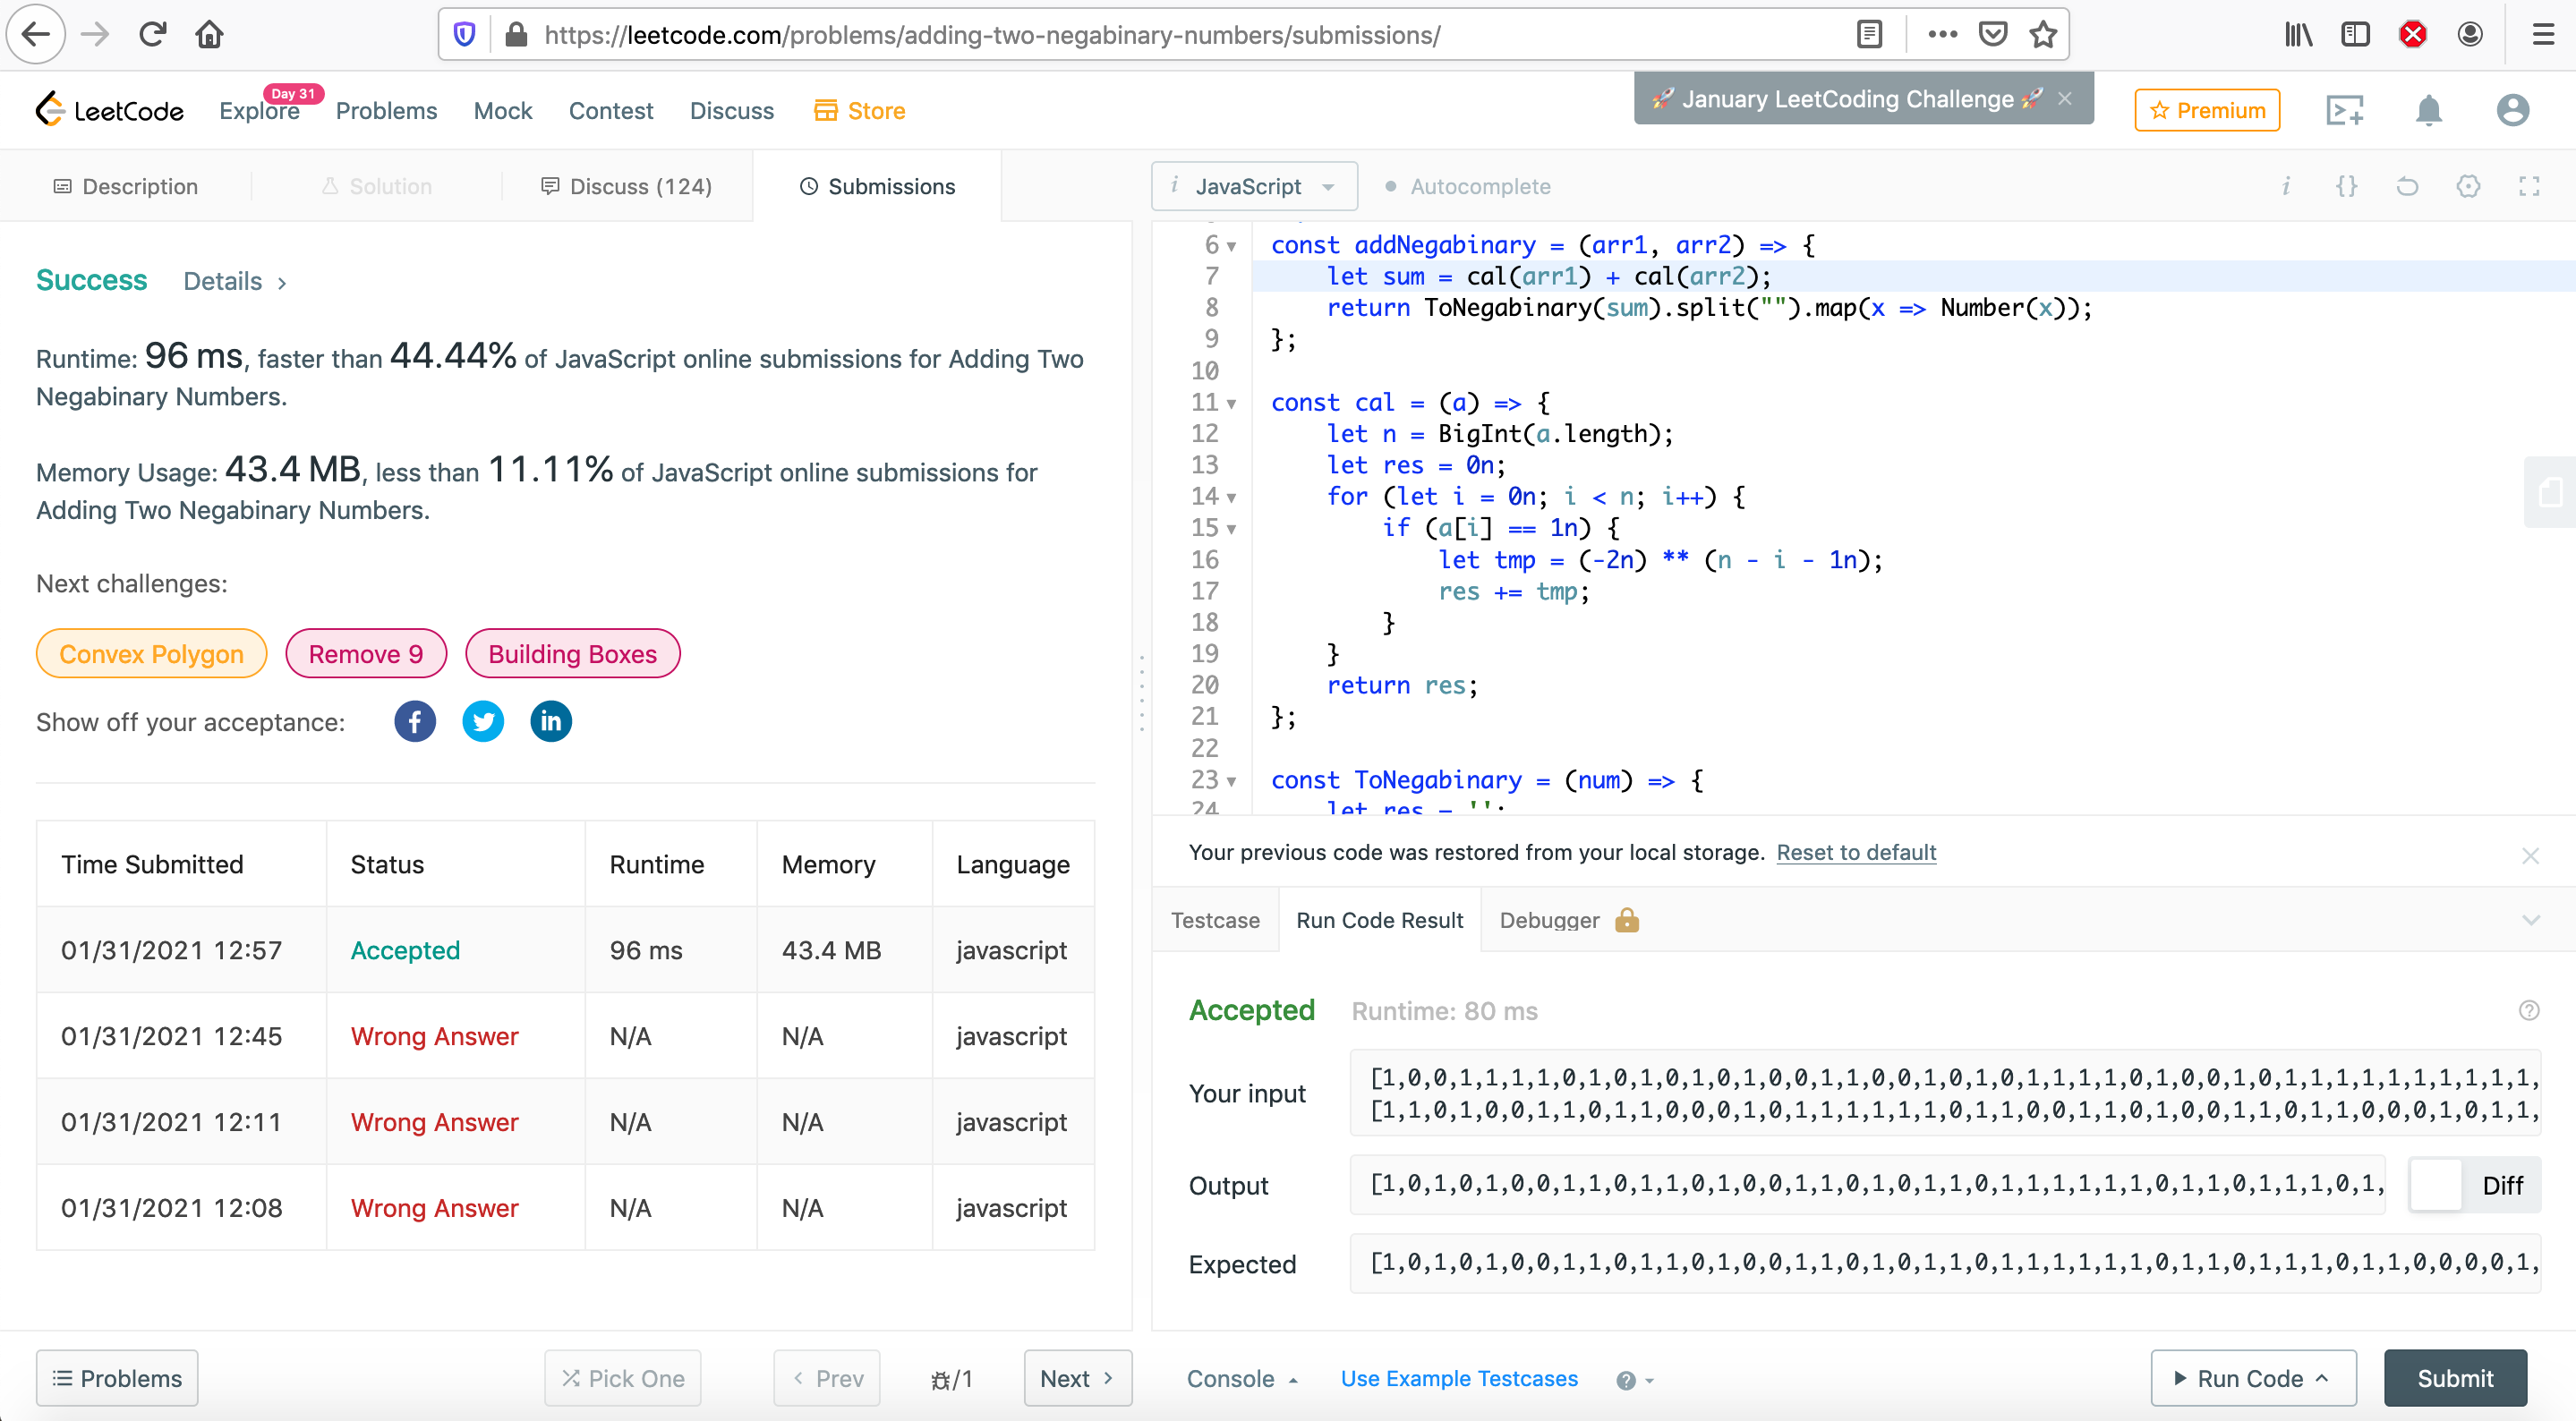 https://leetcode.com/problems/adding-two-negabinary-numbers/submissions/
LeetCode
Explore
Day 31
Problems
Mock
Contest
Discuss
Store
🚀 January LeetCoding Challenge 🚀
Premium
Description
Solution
Discuss (124)
Submissions
i JavaScript
Autocomplete
Success Details >
Runtime: 96 ms, faster than 44.44% of JavaScript online submissions for Adding Two
Negabinary Numbers.
Memory Usage: 43.4 MB, less than 11.11% of JavaScript online submissions for
Adding Two Negabinary Numbers.
Next challenges:
Convex Polygon
Remove 9
Building Boxes
Show off your acceptance:
Time Submitted Status Runtime Memory Language
01/31/2021 12:57 Accepted 96 ms 43.4 MB javascript
01/31/2021 12:45 Wrong Answer N/A N/A javascript
01/31/2021 12:11 Wrong Answer N/A N/A javascript
01/31/2021 12:08 Wrong Answer N/A N/A javascript
6 const addNegabinary = (arr1, arr2) => {
7 let sum = cal(arr1) + cal(arr2);
8 return ToNegabinary(sum).split("").map(x => Number(x));
9 };
10
11 const cal = (a) => {
12 let n = BigInt(a.length);
13 let res = 0n;
14 for (let i = 0n; i < n; i++) {
15 if (a[i] == 1n) {
16 let tmp = (-2n) ** (n - i - 1n);
17 res += tmp;
18 }
19 }
20 return res;
21 };
22
23 const ToNegabinary = (num) => {
24 let res = '';
Your previous code was restored from your local storage. Reset to default
Testcase
Run Code Result
Debugger
Accepted Runtime: 80 ms
Your input
[1,0,0,1,1,1,1,0,1,0,1,0,1,0,1,0,0,1,1,0,0,1,0,1,0,1,1,1,1,0,1,0,0,1,0,1,1,1,1,1,1,1,1,1,1,
[1,1,0,1,0,0,1,1,0,1,1,0,0,0,1,0,1,1,1,1,1,1,0,1,1,0,0,1,1,0,1,0,0,1,1,0,1,1,0,0,0,1,0,1,1,
Output
[1,0,1,0,1,0,0,1,1,0,1,1,0,1,0,0,1,1,0,1,0,1,1,0,1,1,1,1,1,1,0,1,1,0,1,1,1,0,1,
Diff
Expected
[1,0,1,0,1,0,0,1,1,0,1,1,0,1,0,0,1,1,0,1,0,1,1,0,1,1,1,1,1,1,0,1,1,0,1,1,1,0,1,1,0,0,0,0,1,
Problems
Pick One
< Prev
/1
Next >
Console
Use Example Testcases
Run Code
Submit